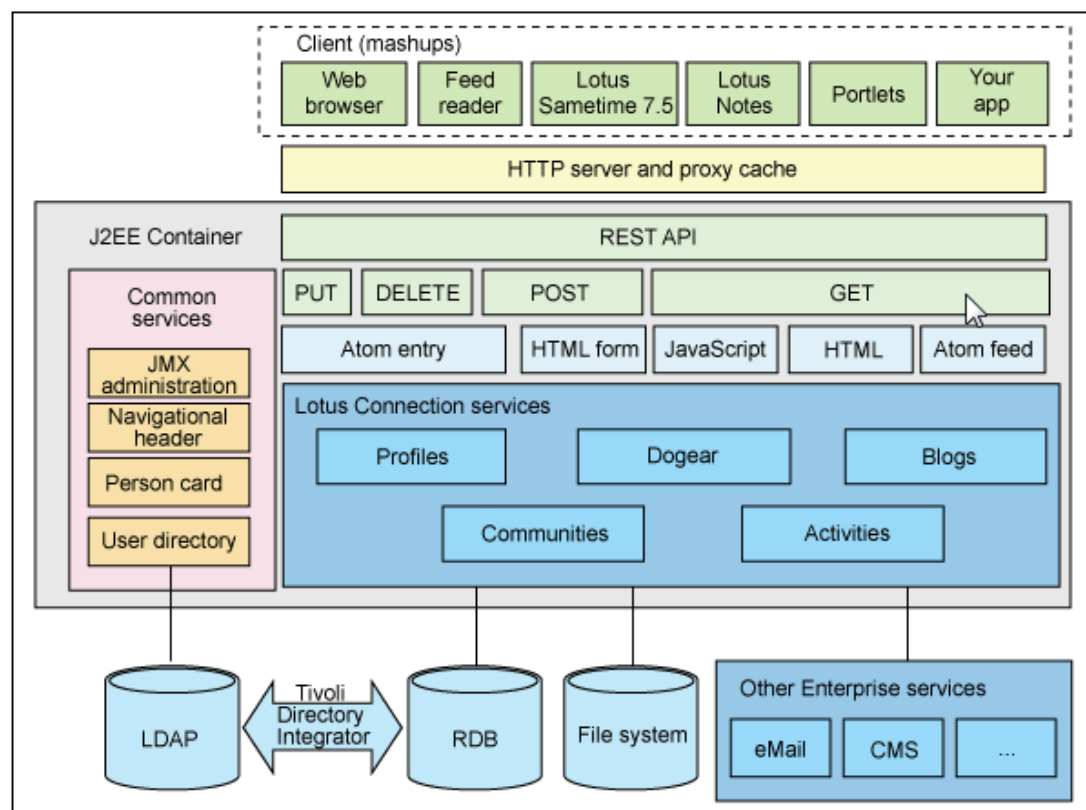 Client (mashups)
Web
browser
Feed
reader
Lotus
Sametime 7.5
Lotus
Notes
Portlets
Your
app
HTTP server and proxy cache
J2EE Container
REST API
Common
services
PUT
DELETE
POST
GET
Atom entry
HTML form
JavaScript
HTML
Atom feed
JMX
administration
Navigational
header
Person card
User directory
Lotus Connection services
Profiles
Dogear
Blogs
Communities
Activities
LDAP
Tivoli
Directory
Integrator
RDB
File system
Other Enterprise services
eMail
CMS
...